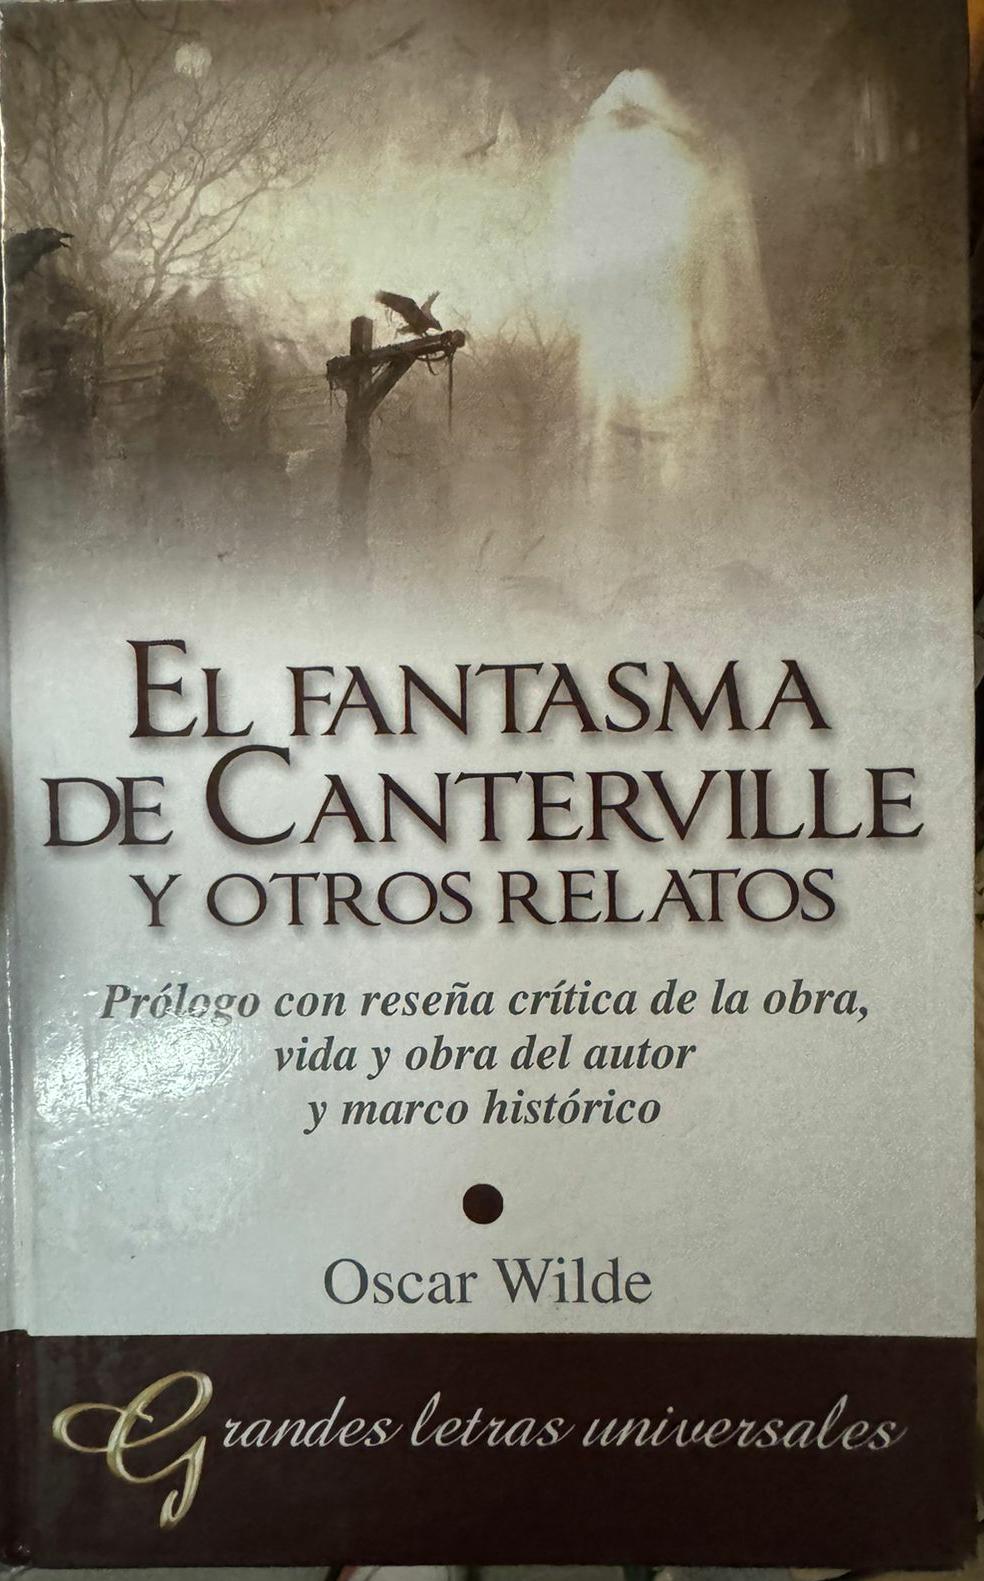 EL FANTASMA
DE CANTERVILLE
Y OTROS RELATOS
Prólogo con reseña crítica de la obra,
vida y obra del autor
y marco histórico
Oscar Wilde
Grandes letras universales